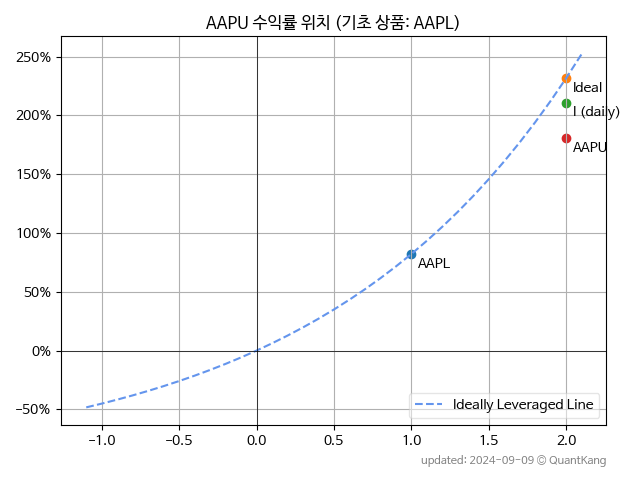 AAPU 수익률 위치 (기초 상품: AAPL)
250%
200%
150%
100%
50%
0%
−50%
Ideal
I (daily)
AAPU
AAPL
Ideally Leveraged Line
−1.0 −0.5 0.0 0.5 1.0 1.5 2.0
updated: 2024-09-09 © QuantKang